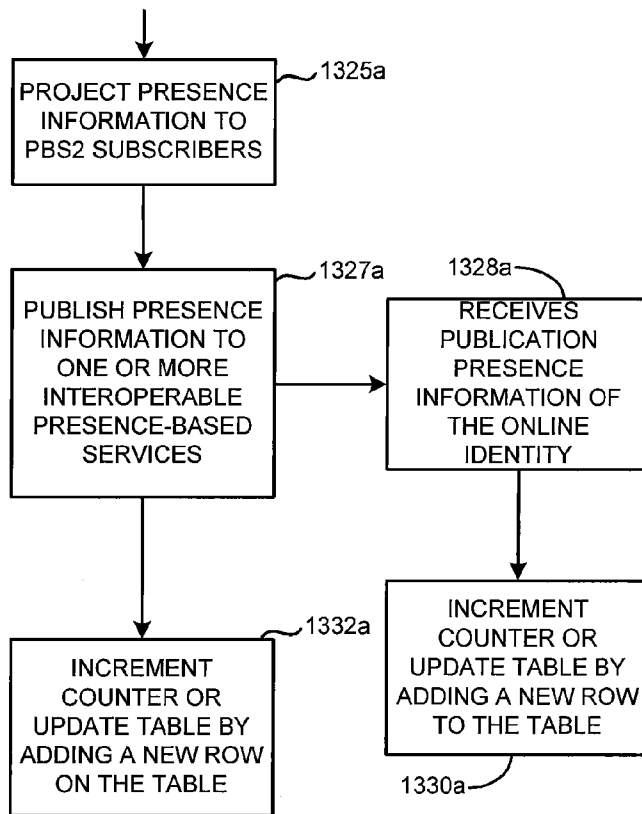 1325a
PROJECT PRESENCE
INFORMATION TO
PBS2 SUBSCRIBERS
1327a
PUBLISH PRESENCE
INFORMATION TO
ONE OR MORE
INTEROPERABLE
PRESENCE-BASED
SERVICES
1328a
RECEIVES
PUBLICATION
PRESENCE
INFORMATION OF
THE ONLINE
IDENTITY
1332a
INCREMENT
COUNTER OR
UPDATE TABLE BY
ADDING A NEW ROW
ON THE TABLE
INCREMENT
COUNTER OR
UPDATE TABLE BY
ADDING A NEW ROW
TO THE TABLE
1330a